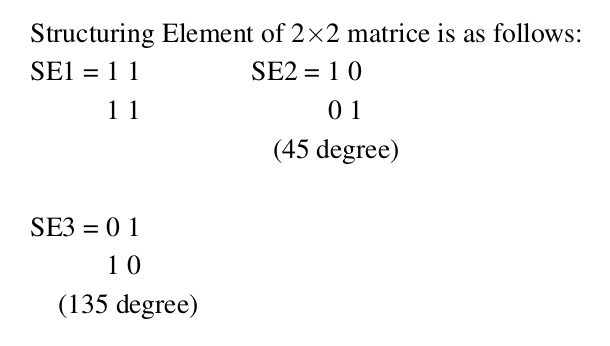 Structuring Element of 2×2 matrice is as follows:
SE1 = 1 1 SE2 = 1 0
1 1 0 1
(45 degree)
SE3 = 0 1
1 0
(135 degree)